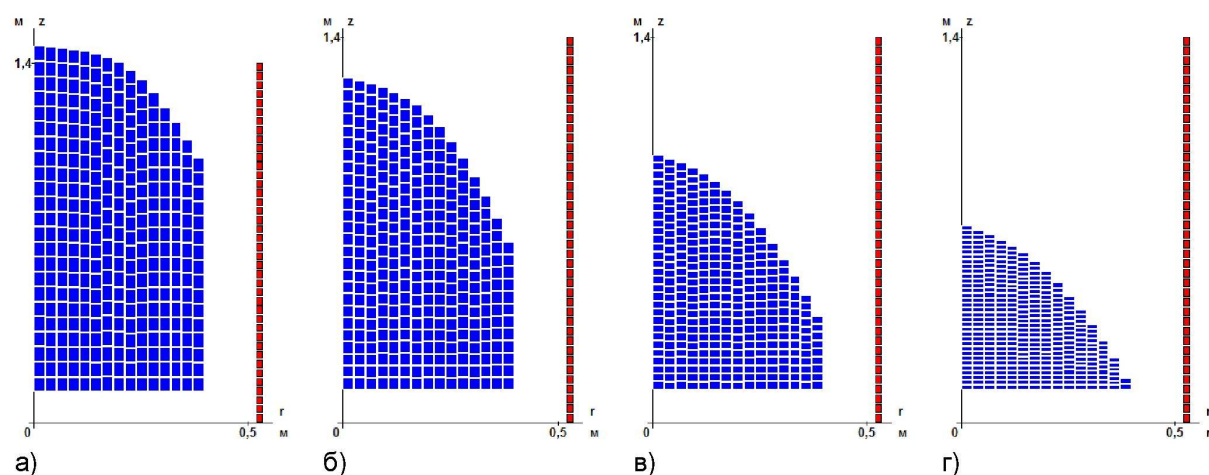 м z м z м z м z
1,4 1,4 1,4 1,4
r r r r
0 0,5 м 0 0,5 м 0 0,5 м 0 0,5
а) б) в) г)